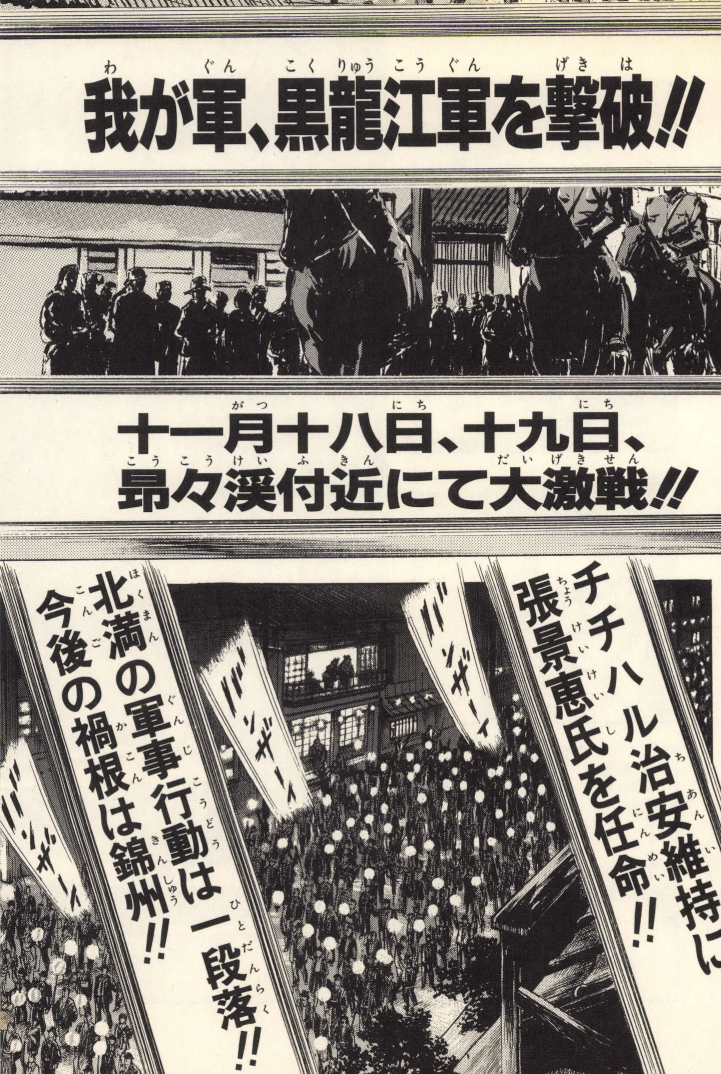 我が軍、黒龍江軍を撃破!!
十一月十八日、十九日、
昂々渓付近にて大激戦!!
チチハル治安維持に
張景恵氏を任命!!
バンザーイ
バンザーイ
北満の軍事行動は一段落!!
今後の禍根は錦州!!
バンザーイ